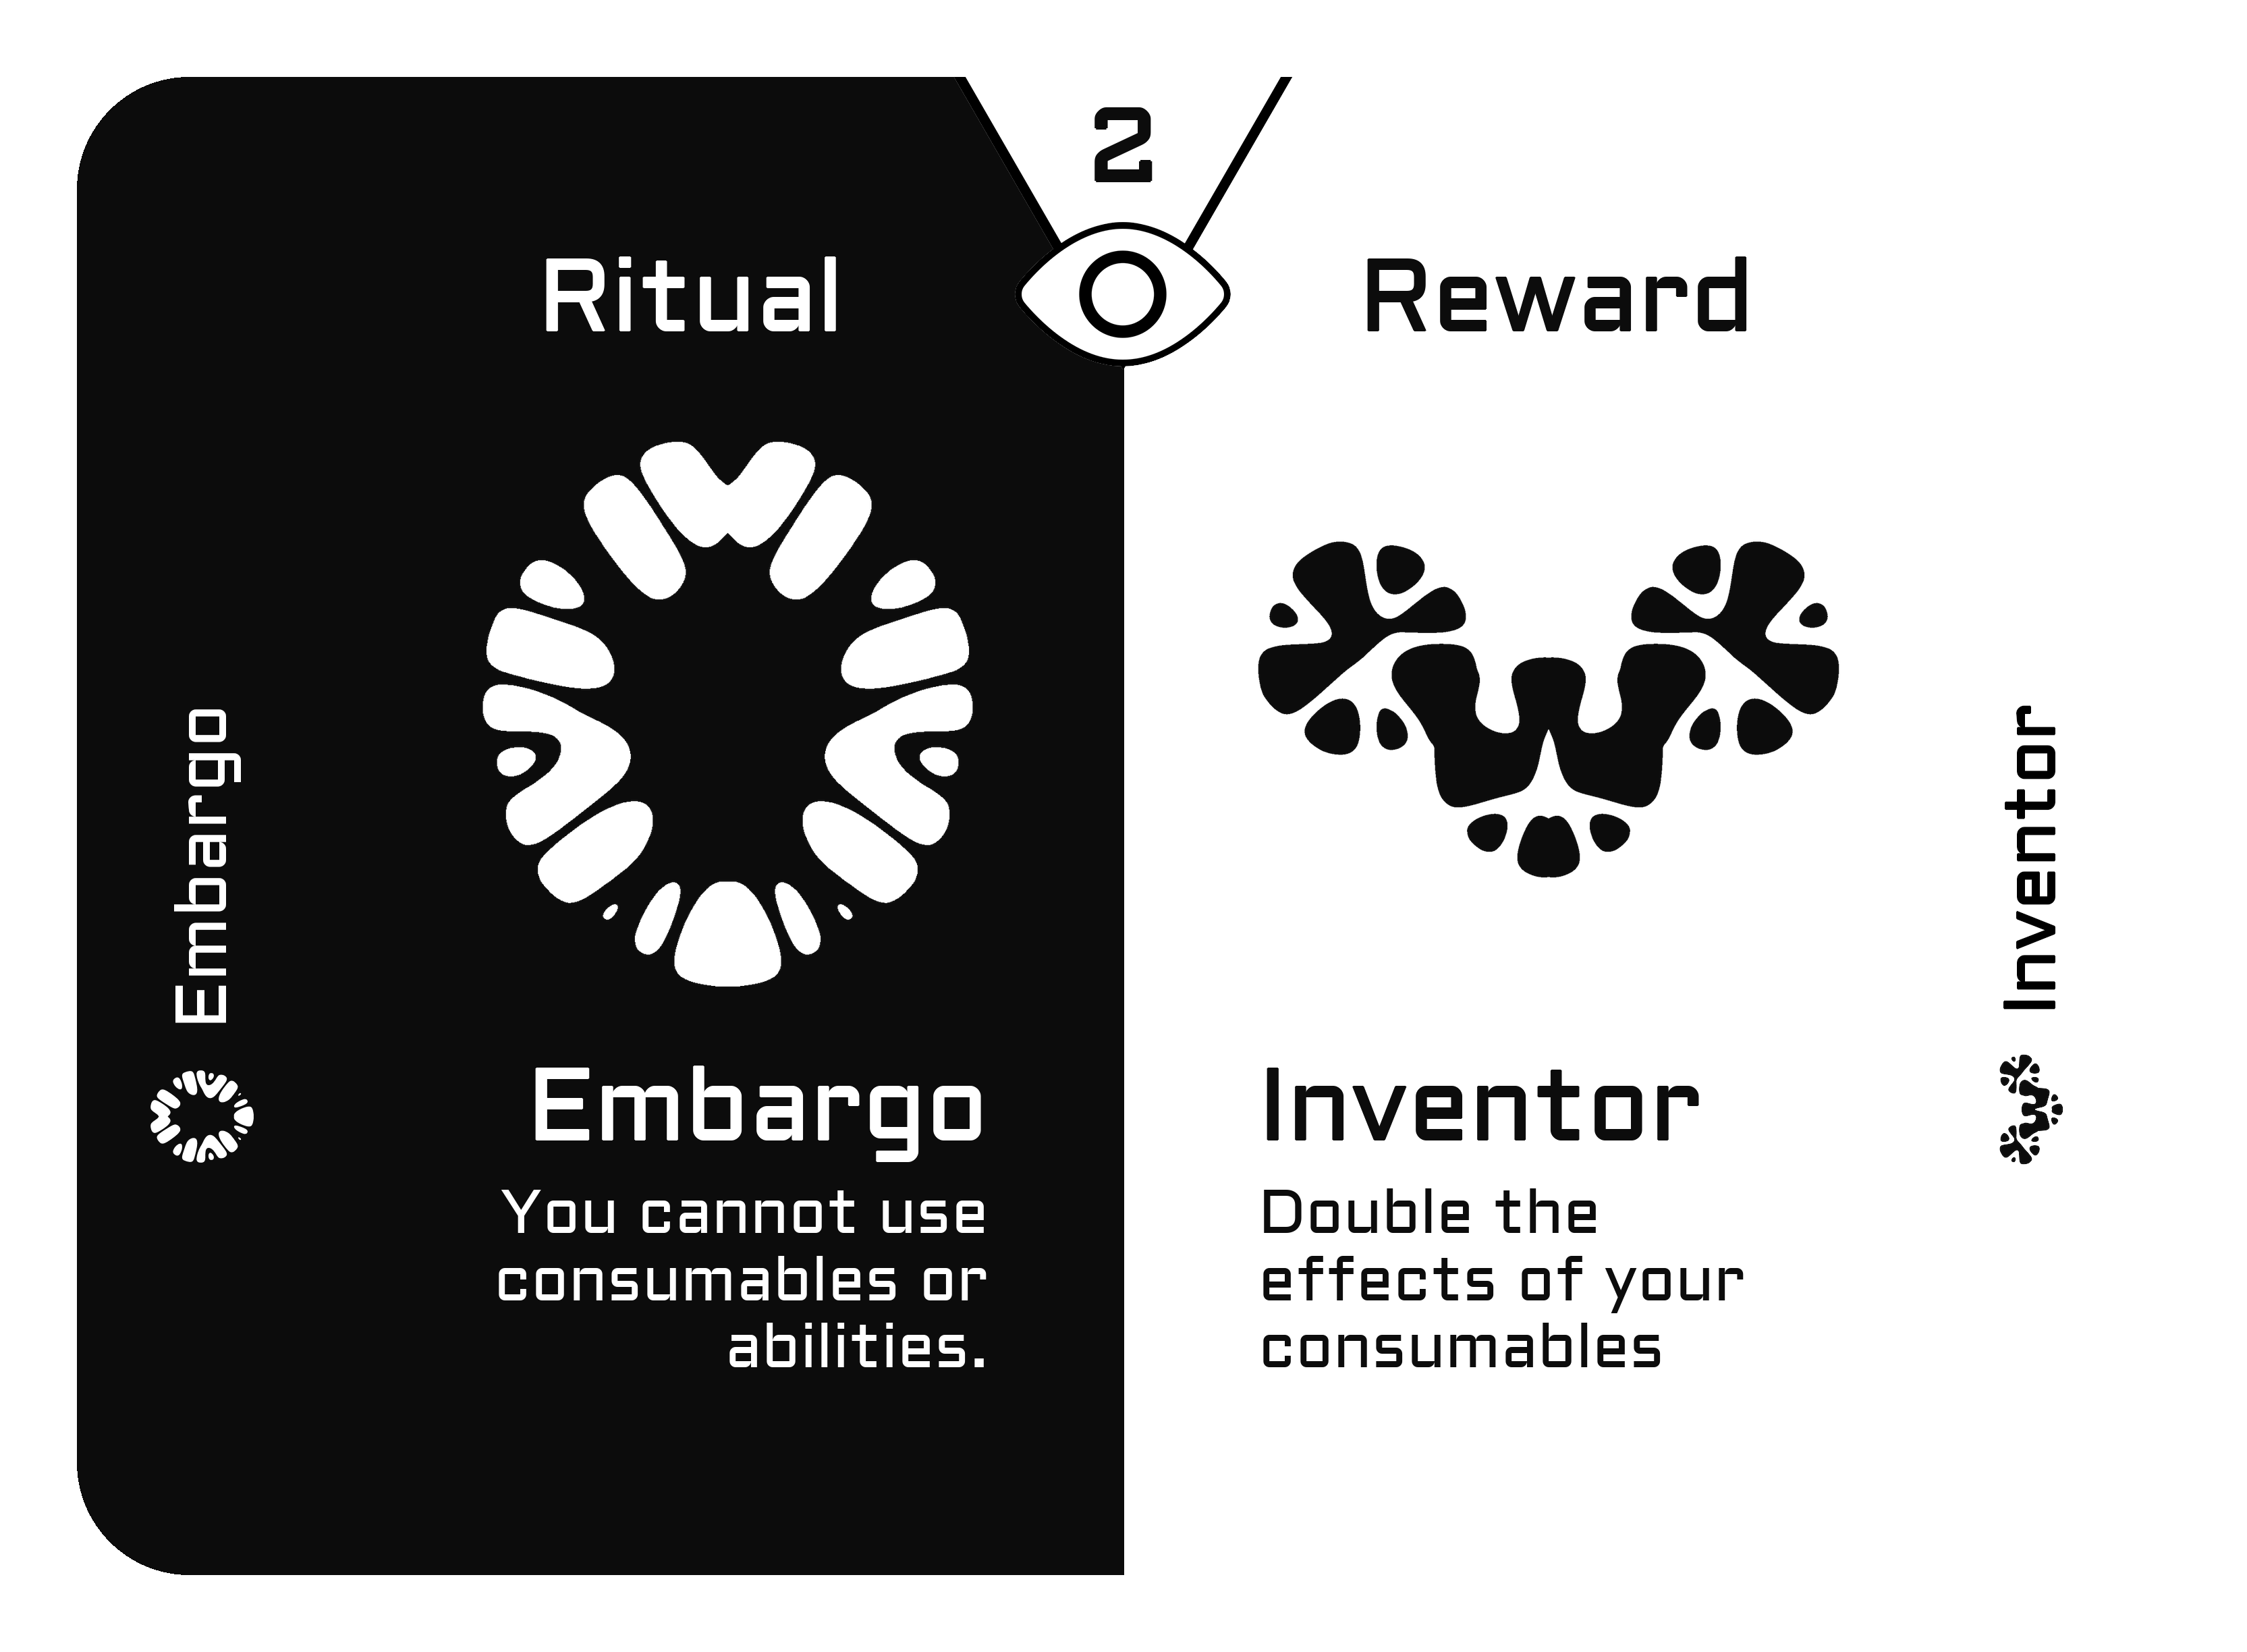 2
Ritual
Reward
Embargo
Inventor
Embargo
You cannot use
consumables or
abilities.
Inventor
Double the
effects of your
consumables